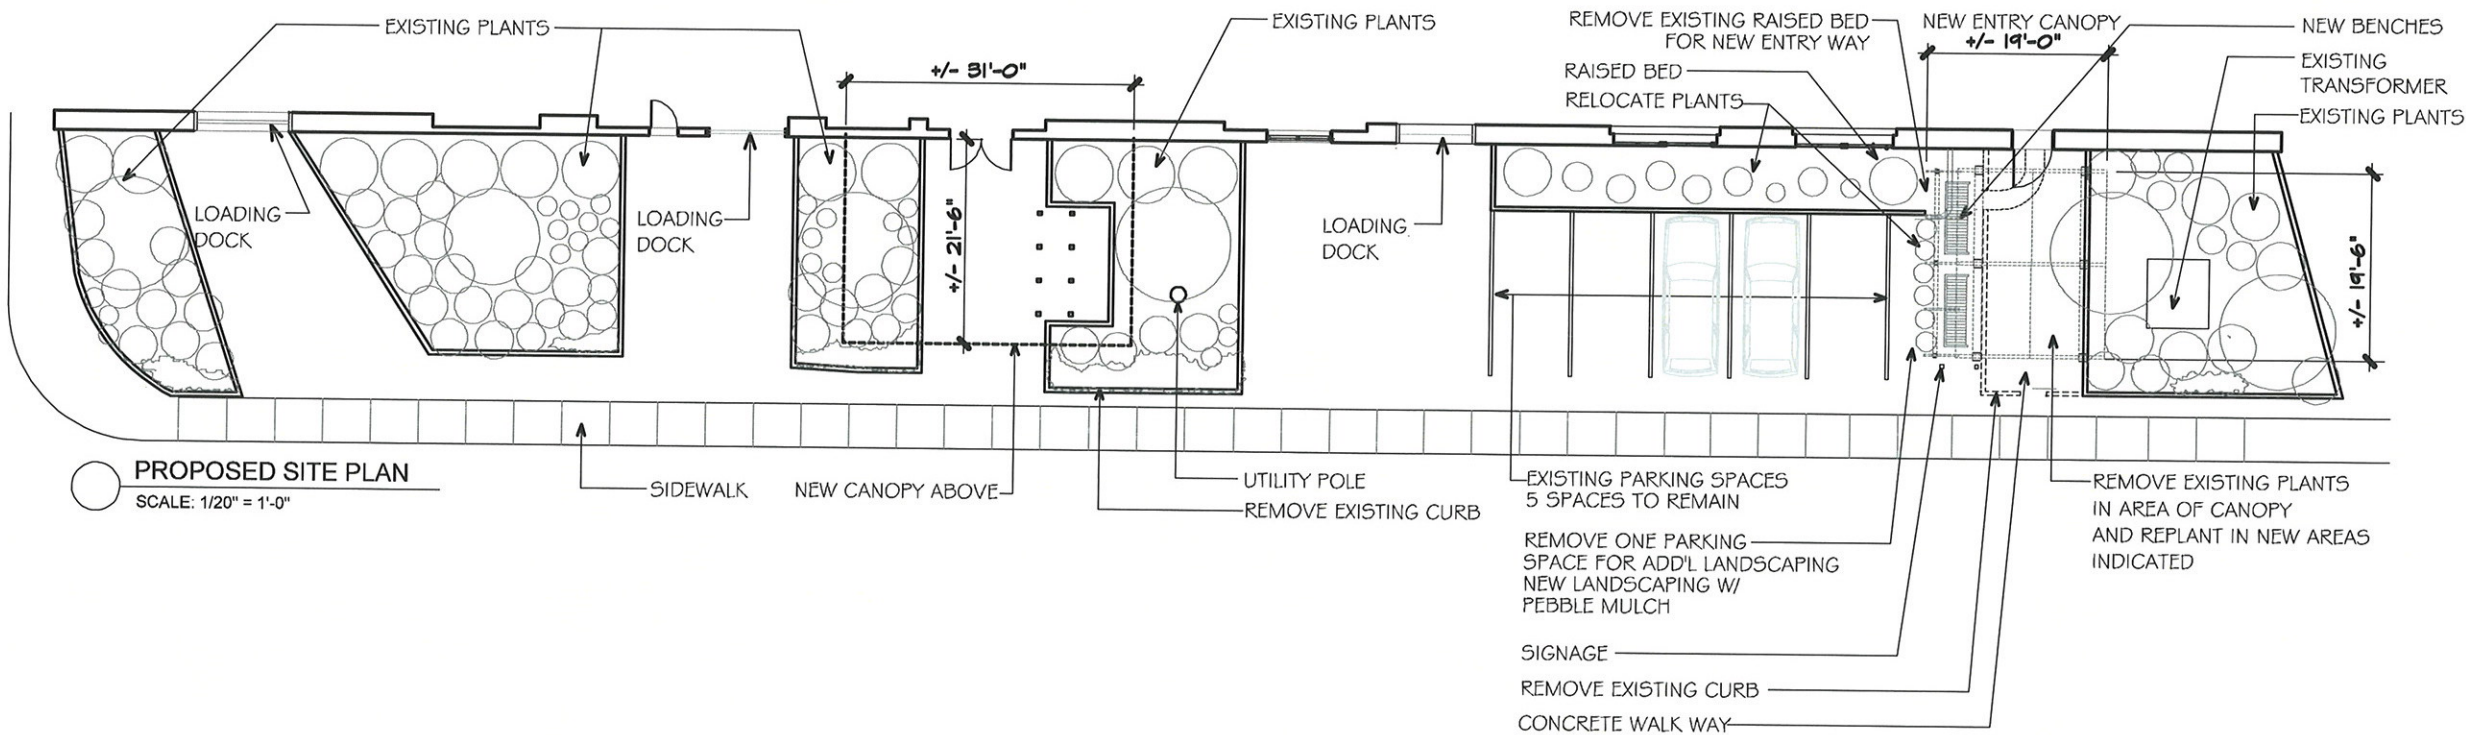 EXISTING PLANTS
EXISTING PLANTS
REMOVE EXISTING RAISED BED
FOR NEW ENTRY WAY
NEW ENTRY CANOPY
+/- 19'-0"
NEW BENCHES
EXISTING
TRANSFORMER
EXISTING PLANTS
RAISED BED
RELOCATE PLANTS
+/- 31'-0"
+/- 21'-6"
+/- 19'-6"
LOADING
DOCK
LOADING
DOCK
LOADING
DOCK
PROPOSED SITE PLAN
SCALE: 1/20" = 1'-0"
SIDEWALK
NEW CANOPY ABOVE
UTILITY POLE
REMOVE EXISTING CURB
EXISTING PARKING SPACES
5 SPACES TO REMAIN
REMOVE ONE PARKING
SPACE FOR ADD'L LANDSCAPING
NEW LANDSCAPING W/
PEBBLE MULCH
SIGNAGE
REMOVE EXISTING CURB
CONCRETE WALK WAY
REMOVE EXISTING PLANTS
IN AREA OF CANOPY
AND REPLANT IN NEW AREAS
INDICATED